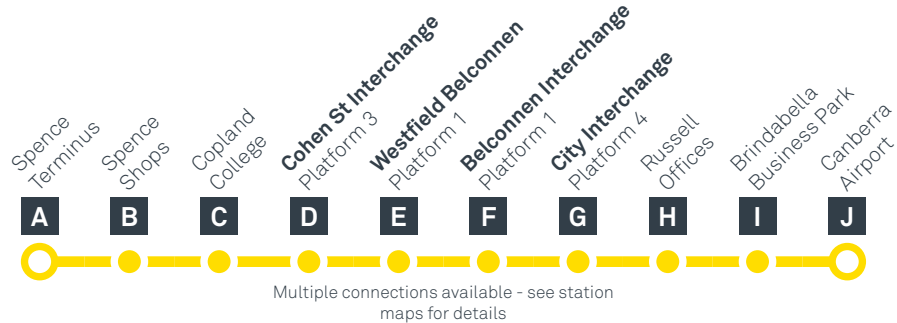 Spence
Terminus
Spence
Shops
Copland
College
Cohen St Interchange
Platform 3
Westfield Belconnen
Platform 1
Belconnen Interchange
Platform 1
City Interchange
Platform 4
Russell
Offices
Brindabella
Business Park
Canberra
Airport
A
B
C
D
E
F
G
H
I
J
Multiple connections available - see station
maps for details